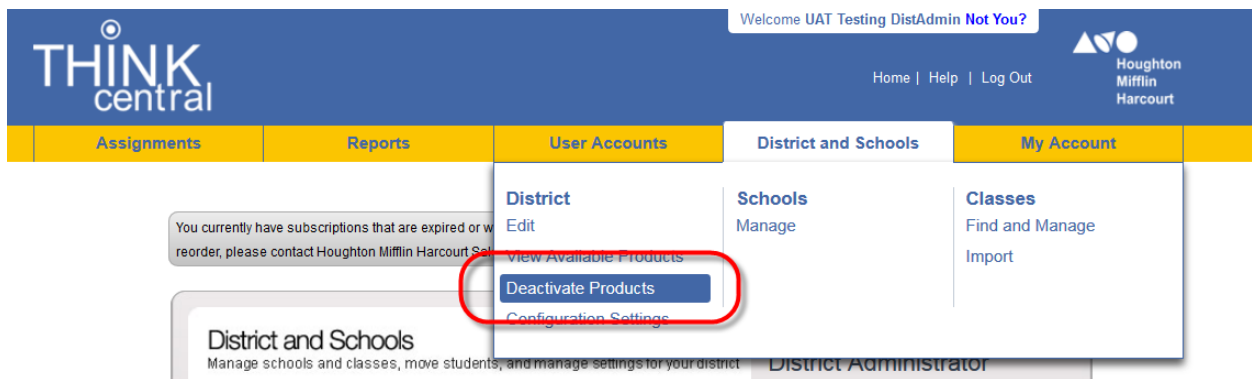 Welcome UAT Testing DistAdmin Not You?
THINK
central
Home | Help | Log Out
Houghton
Mifflin
Harcourt
Assignments
Reports
User Accounts
District and Schools
My Account
You currently have subscriptions that are expired or w
reorder, please contact Houghton Mifflin Harcourt Sal
District
Edit
View Available Products
Deactivate Products
Configuration Settings
Schools
Manage
Classes
Find and Manage
Import
District and Schools
Manage schools and classes, move students, and manage settings for your district
District Administrator